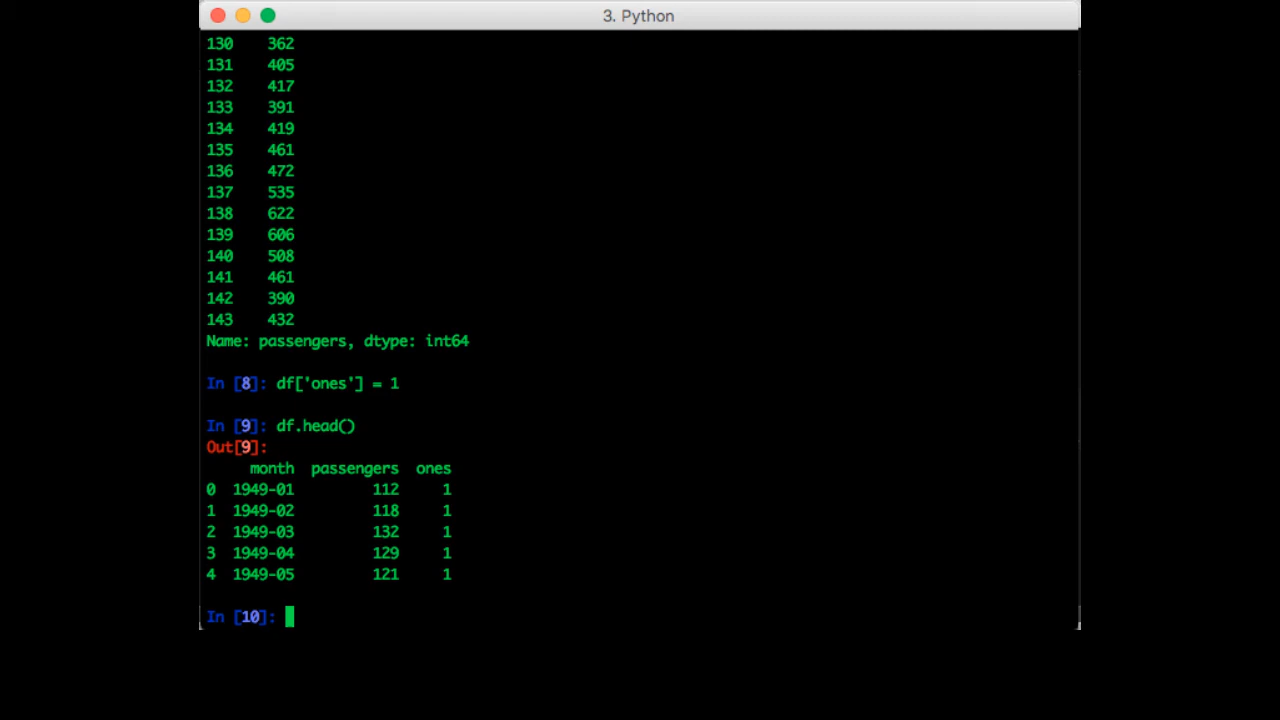 3. Python
130    362
131    405
132    417
133    391
134    419
135    461
136    472
137    535
138    622
139    606
140    508
141    461
142    390
143    432
Name: passengers, dtype: int64
In [8]: df['ones'] = 1
In [9]: df.head()
Out[9]:
     month  passengers  ones
0  1949-01         112     1
1  1949-02         118     1
2  1949-03         132     1
3  1949-04         129     1
4  1949-05         121     1
In [10]: